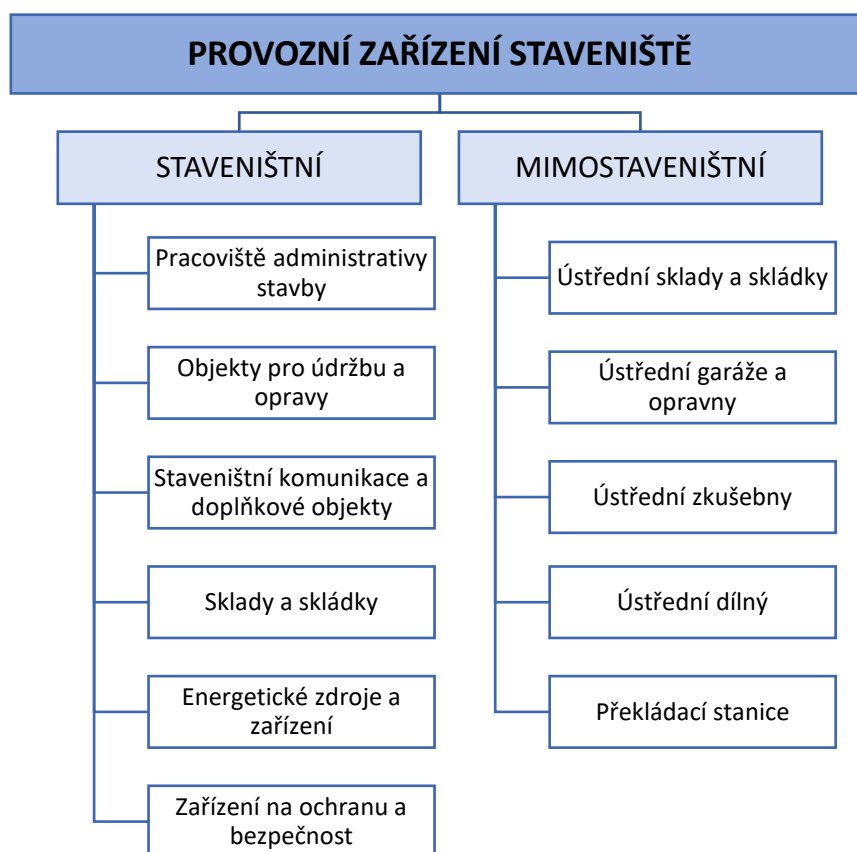 PROVOZNÍ ZAŘÍZENÍ STAVENIŠTĚ
STAVENIŠTNÍ
Pracoviště administrativy
stavby
Objekty pro údržbu a
opravy
Staveništní komunikace a
doplňkové objekty
Sklady a skládky
Energetické zdroje a
zařízení
Zařízení na ochranu a
bezpečnost
MIMOSTAVENIŠTNÍ
Ústřední sklady a skládky
Ústřední garáže a
opravny
Ústřední zkušebny
Ústřední dílný
Překládací stanice